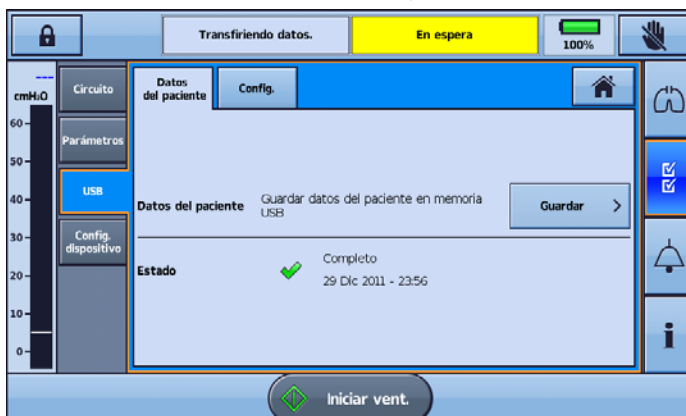 Transfiriendo datos.
En espera
100%
---
cmH2O
60
50
40
30
20
10
0
Circuito
Parámetros
USB
Config.
dispositivo
Datos
del paciente
Config.
Datos del paciente
Guardar datos del paciente en memoria
USB
Guardar >
Estado
Completo
29 Dic 2011 - 23:56
i
Iniciar vent.